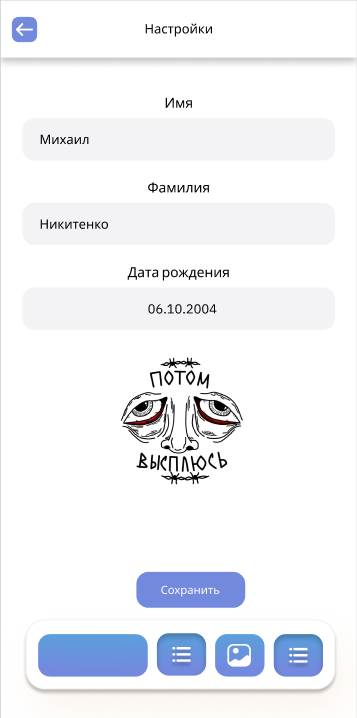 Настройки
Имя
Михаил
Фамилия
Никитенко
Дата рождения
06.10.2004
ПОТОМ
ВЫСПЛЮСЬ
Сохранить